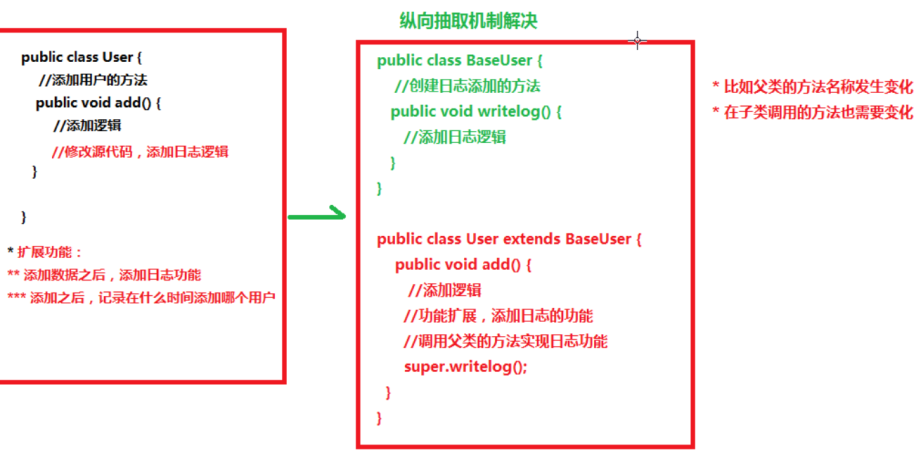 纵向抽取机制解决
public class User {
//添加用户的方法
public void add() {
//添加逻辑
//修改源代码，添加日志逻辑
}
}
* 扩展功能：
** 添加数据之后，添加日志功能
*** 添加之后，记录在什么时间添加哪个用户
public class BaseUser {
//创建日志添加的方法
public void writelog() {
//添加日志逻辑
}
}
public class User extends BaseUser {
public void add() {
//添加逻辑
//功能扩展，添加日志的功能
//调用父类的方法实现日志功能
super.writelog();
}
}
* 比如父类的方法名称发生变化
* 在子类调用的方法也需要变化